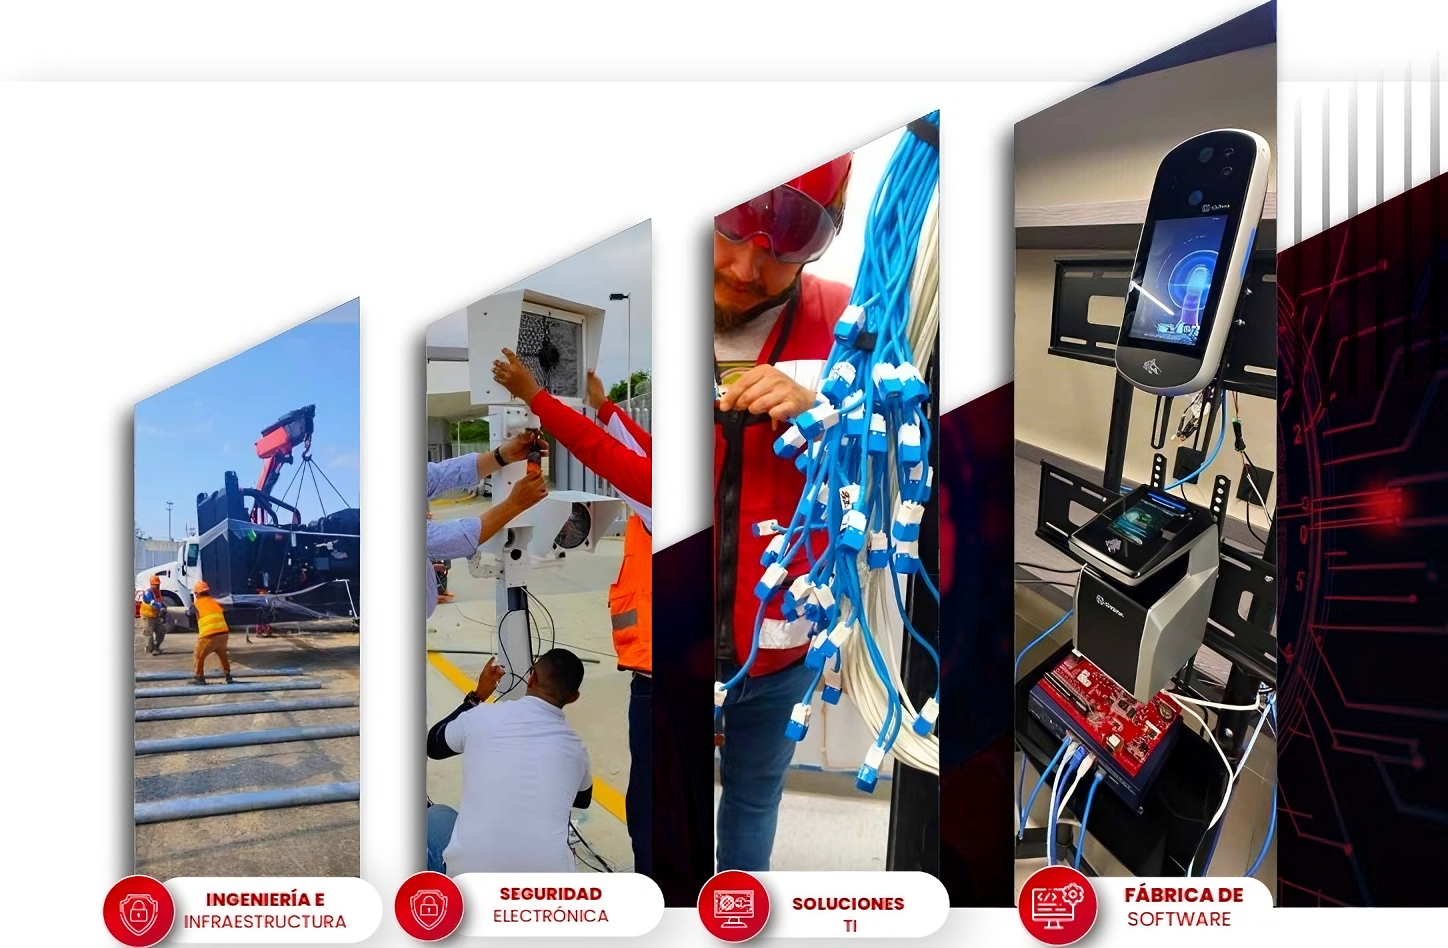 INGENIERÍA E
INFRAESTRUCTURA
SEGURIDAD
ELECTRÓNICA
SOLUCIONES
TI
FÁBRICA DE
SOFTWARE